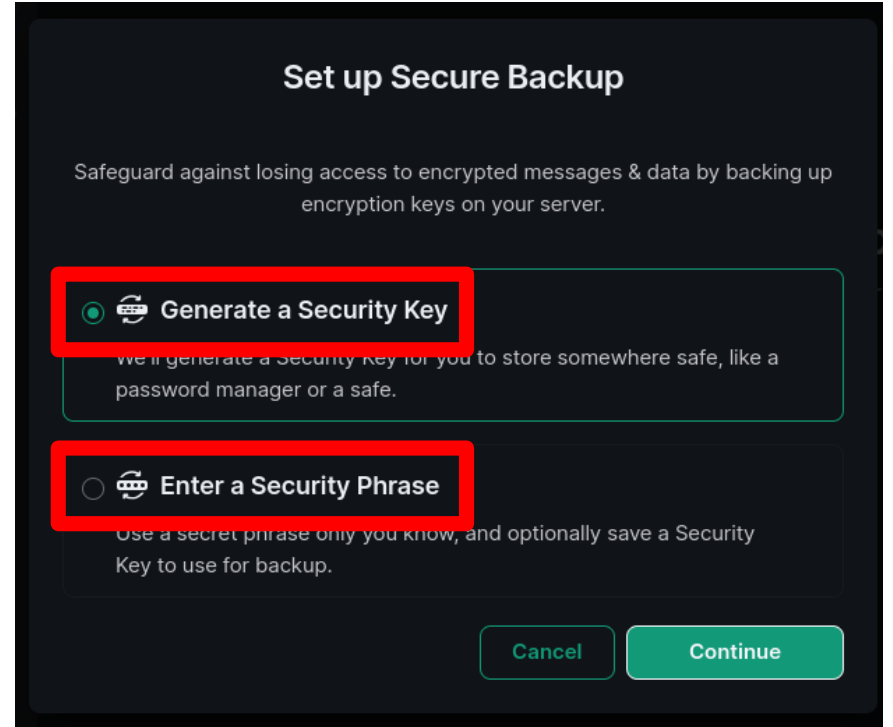 Set up Secure Backup
Safeguard against losing access to encrypted messages & data by backing up
encryption keys on your server.
Generate a Security Key
We'll generate a Security Key for you to store somewhere safe, like a
password manager or a safe.
Enter a Security Phrase
Use a secret phrase only you know, and optionally save a Security
Key to use for backup.
Cancel
Continue